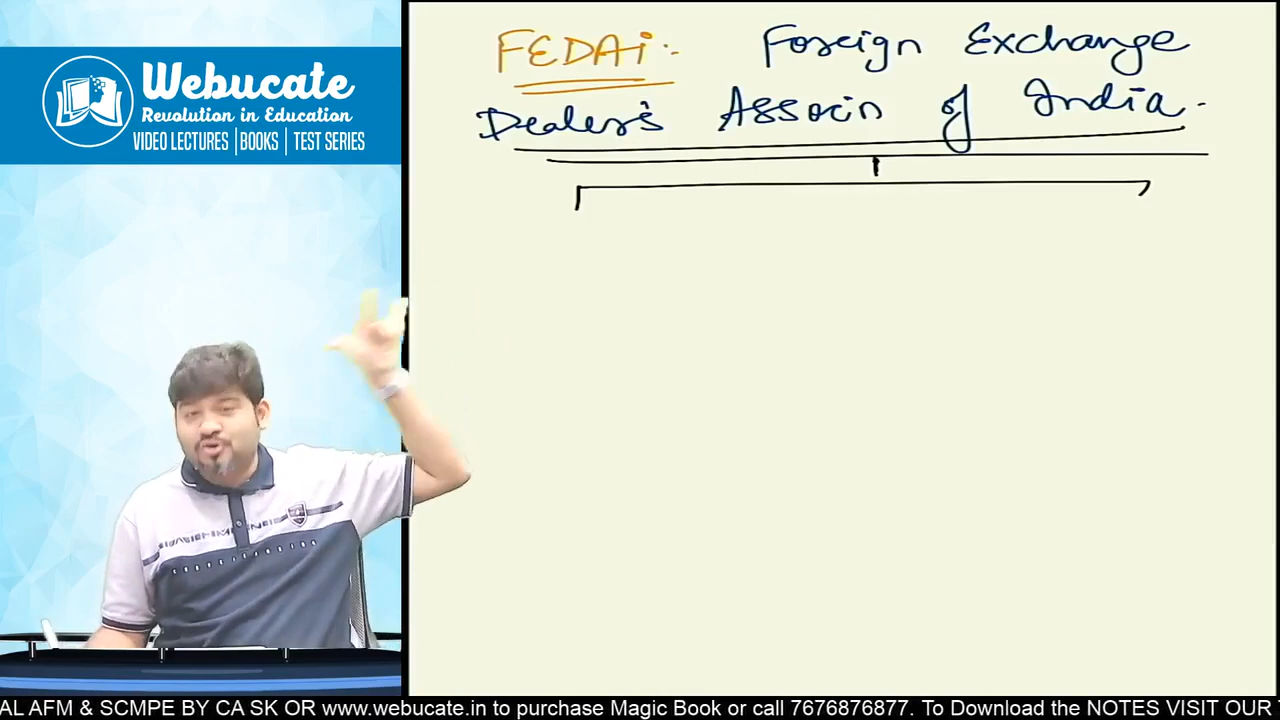 Webucate
Revolution in Education
VIDEO LECTURES | BOOKS | TEST SERIES
FEDAi:- Foreign Exchange
Dealer's Associn of India.
AL AFM & SCMPE BY CA SK OR www.webucate.in to purchase Magic Book or call 7676876877. To Download the NOTES VISIT OUR